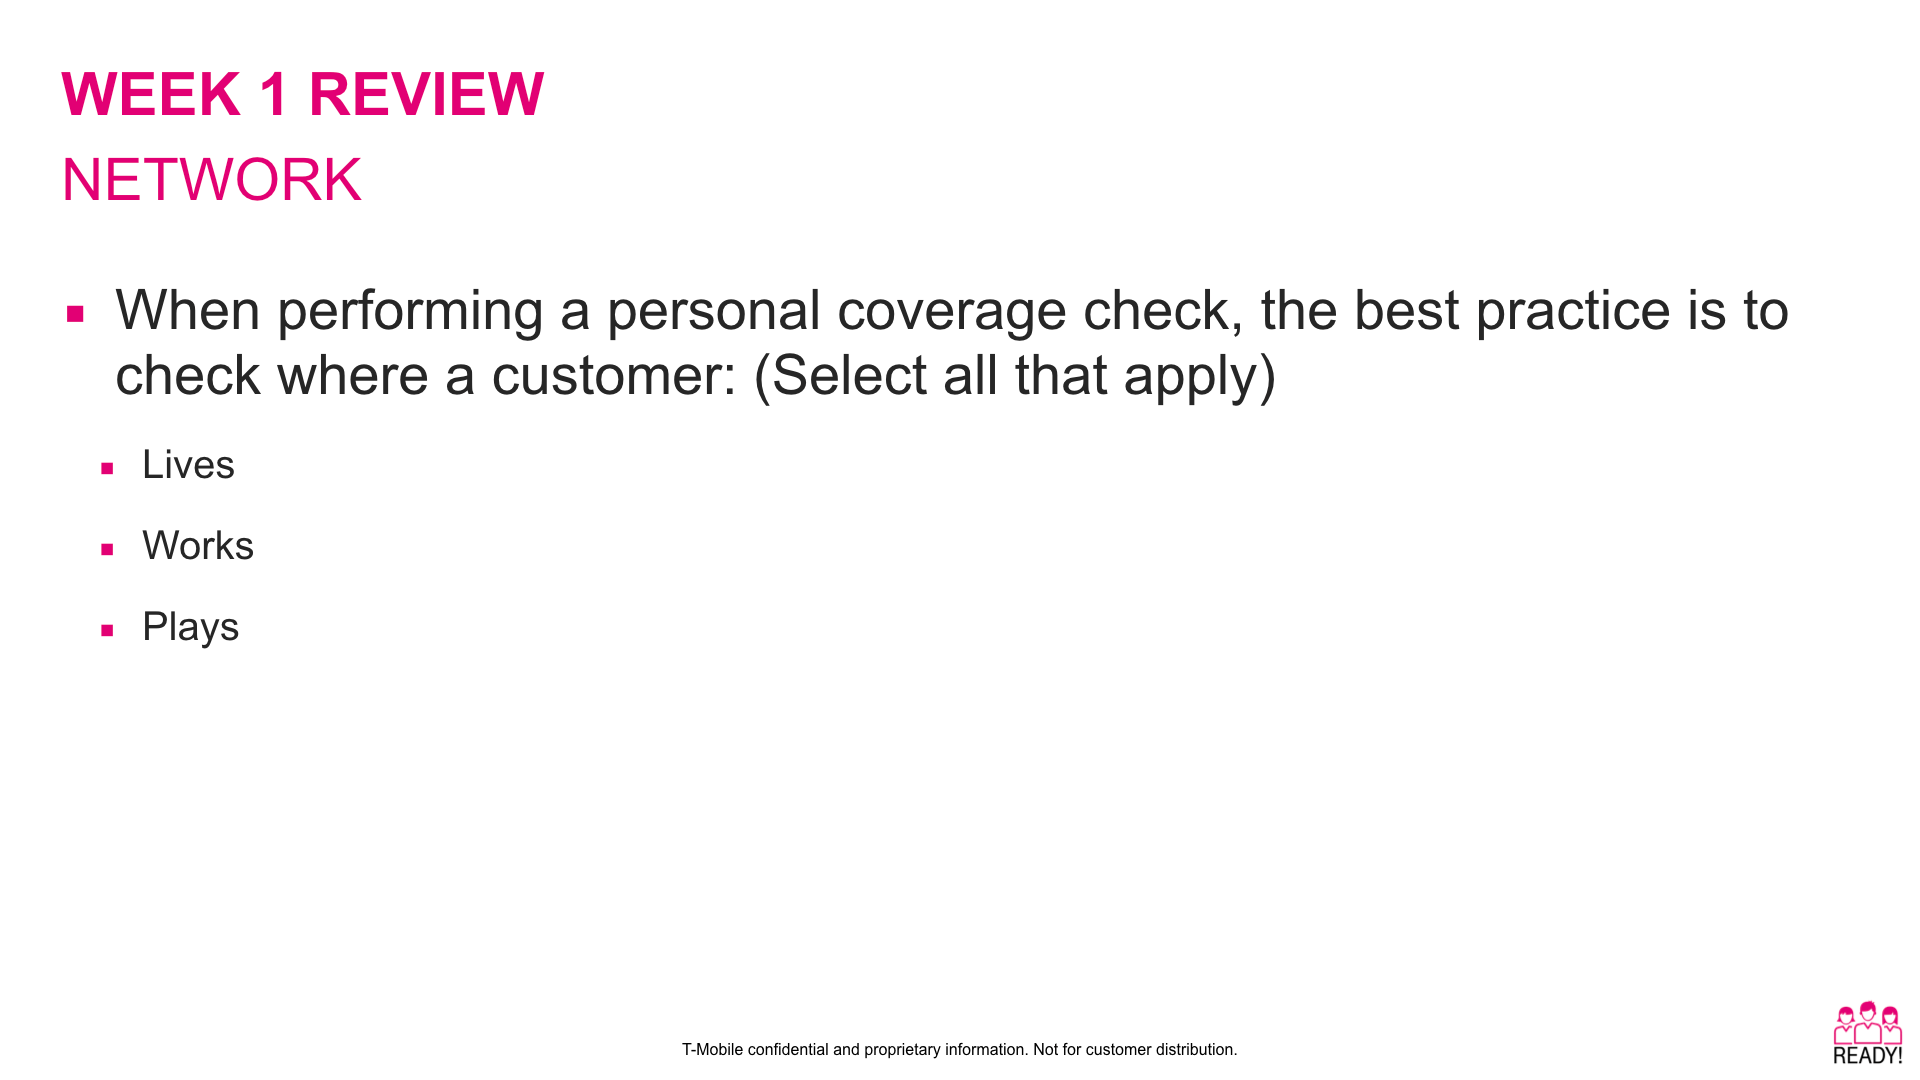 WEEK 1 REVIEW
NETWORK
When performing a personal coverage check, the best practice is to
check where a customer: (Select all that apply)
Lives
Works
Plays
T-Mobile confidential and proprietary information. Not for customer distribution.
READY!